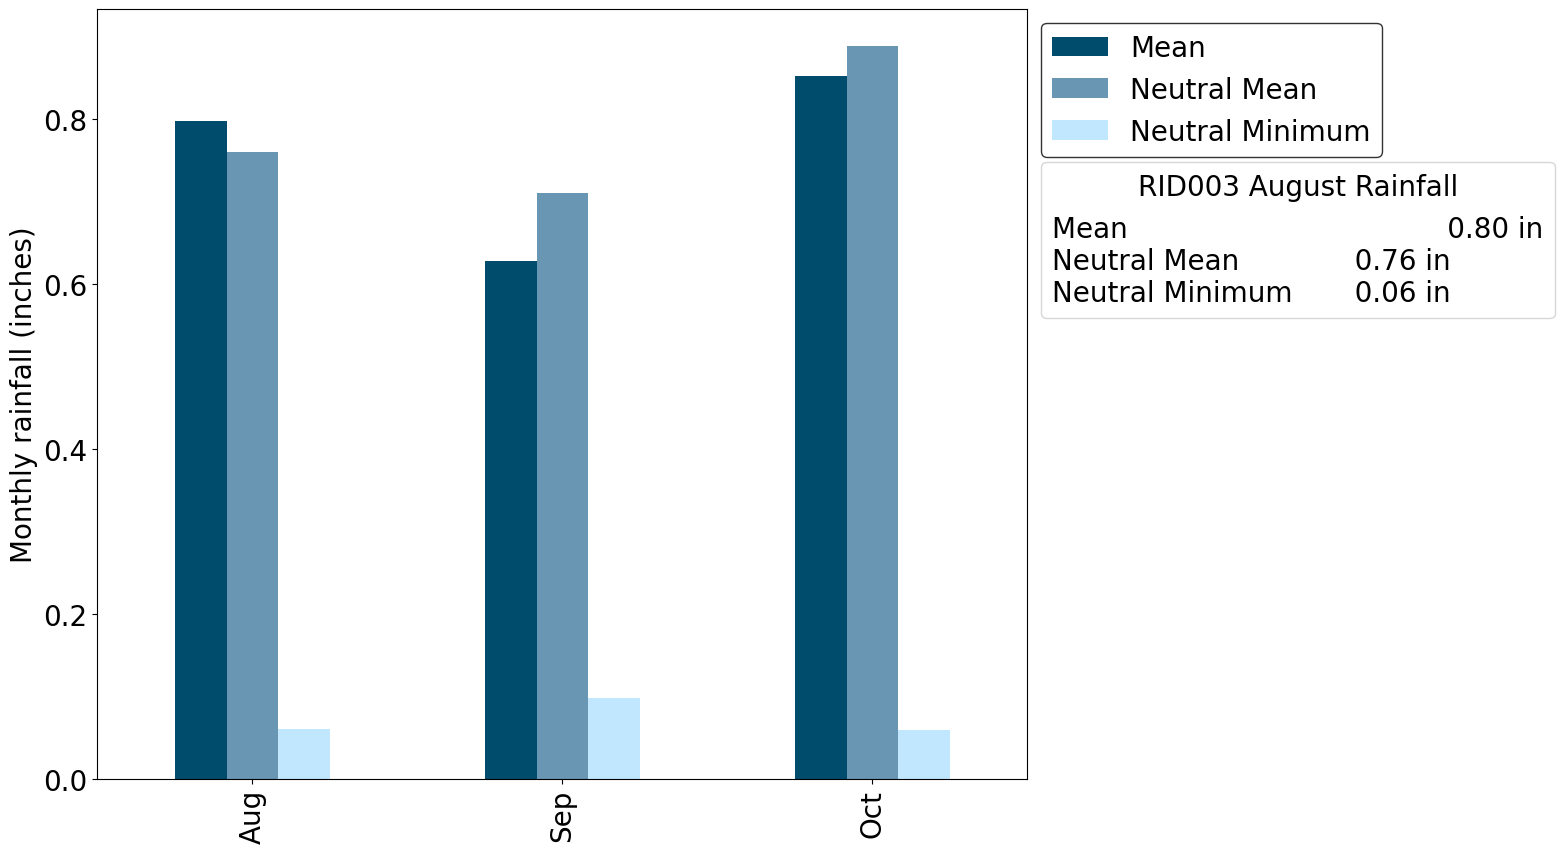 Monthly rainfall (inches)
0.8
0.6
0.4
0.2
0.0
Aug
Sep
Oct
Mean
Neutral Mean
Neutral Minimum
RID003 August Rainfall
Mean 0.80 in
Neutral Mean 0.76 in
Neutral Minimum 0.06 in